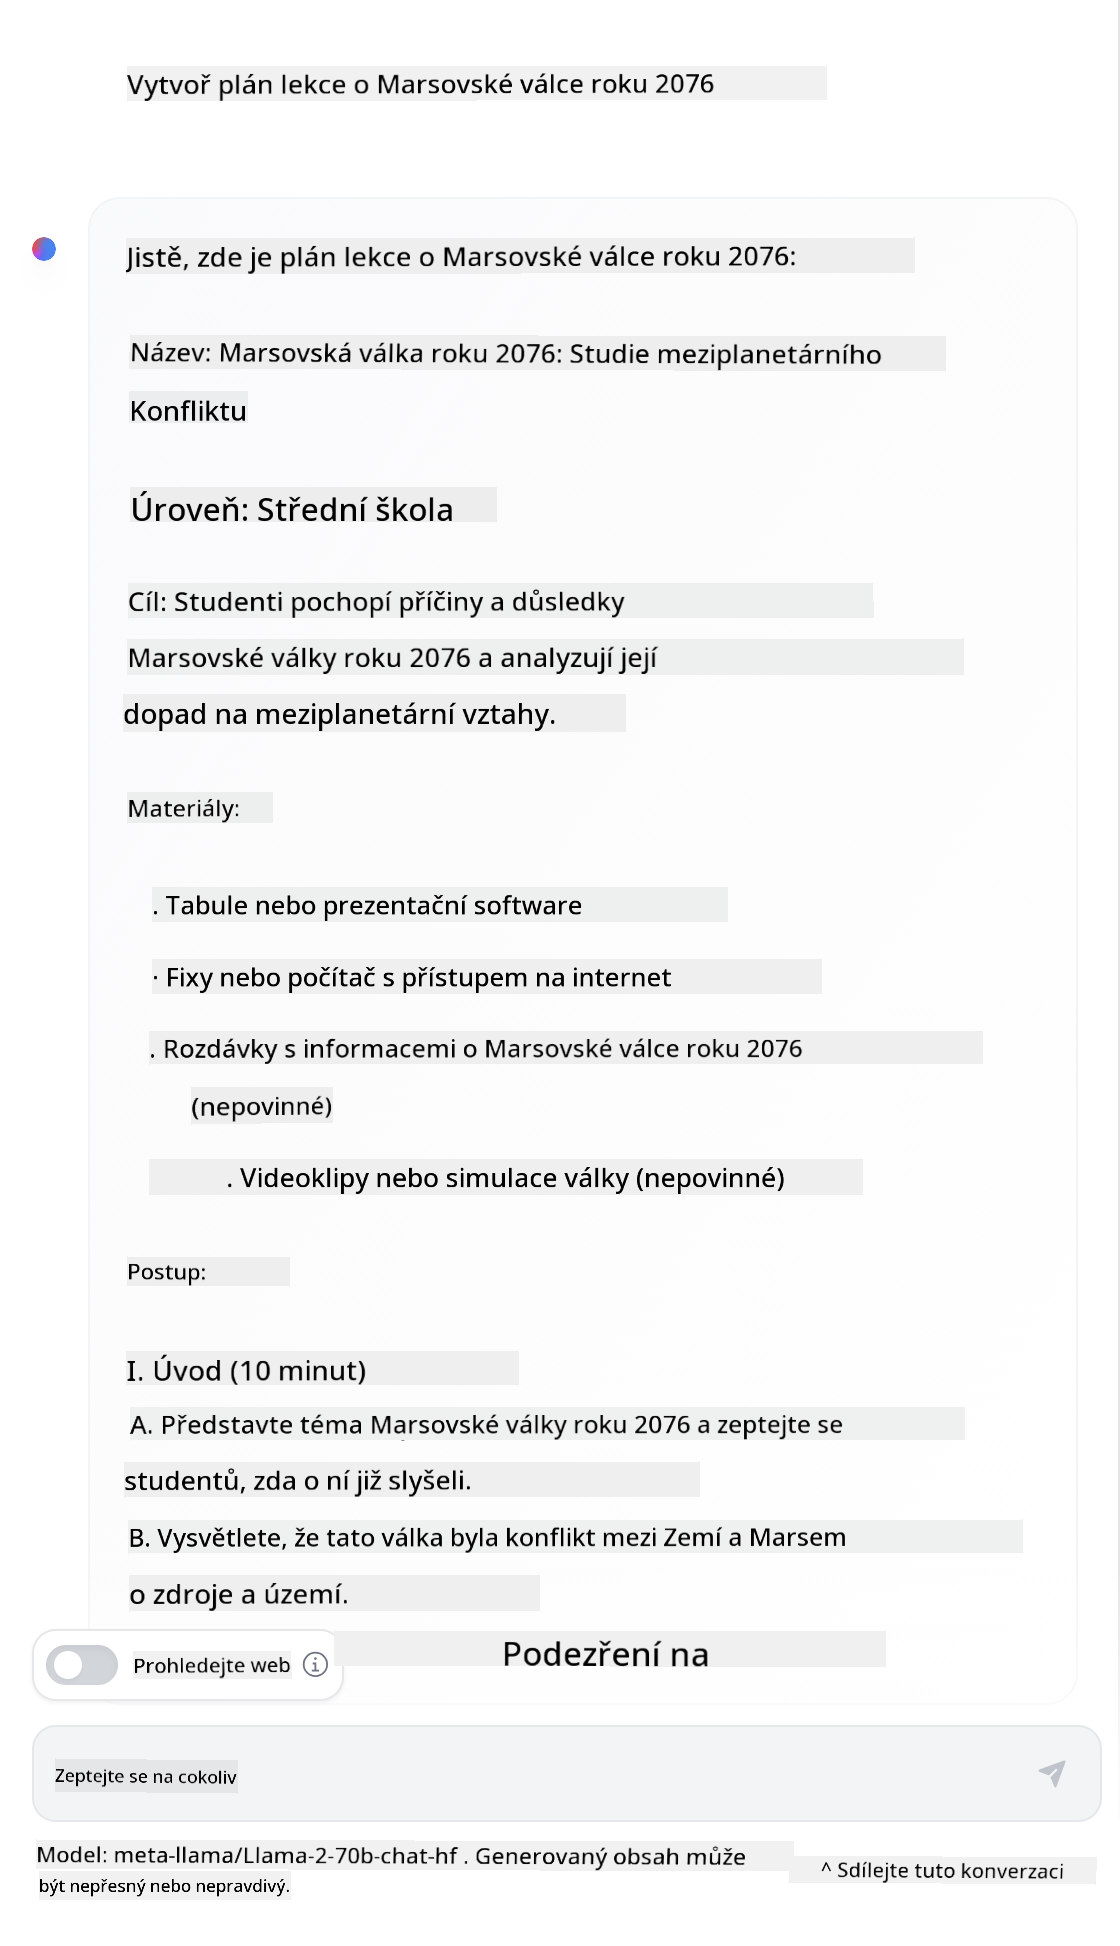 Vytvoř plán lekce o Marsovské válce roku 2076
Jistě, zde je plán lekce o Marsovské válce roku 2076:
Název: Marsovská válka roku 2076: Studie meziplanetárního
Konfliktu
Úroveň: Střední škola
Cíl: Studenti pochopí příčiny a důsledky
Marsovské války roku 2076 a analyzují její
dopad na meziplanetární vztahy.
Materiály:
. Tabule nebo prezentační software
· Fixy nebo počítač s přístupem na internet
. Rozdávky s informacemi o Marsovské válce roku 2076
(nepovinné)
. Videoklipy nebo simulace války (nepovinné)
Postup:
I. Úvod (10 minut)
A. Představte téma Marsovské války roku 2076 a zeptejte se
studentů, zda o ní již slyšeli.
B. Vysvětlete, že tato válka byla konflikt mezi Zemí a Marsem
o zdroje a území.
Podezření na
Prohledejte web
Zeptejte se na cokoliv
Model: meta-llama/Llama-2-70b-chat-hf . Generovaný obsah může
být nepřesný nebo nepravdivý.
^ Sdílejte tuto konverzaci